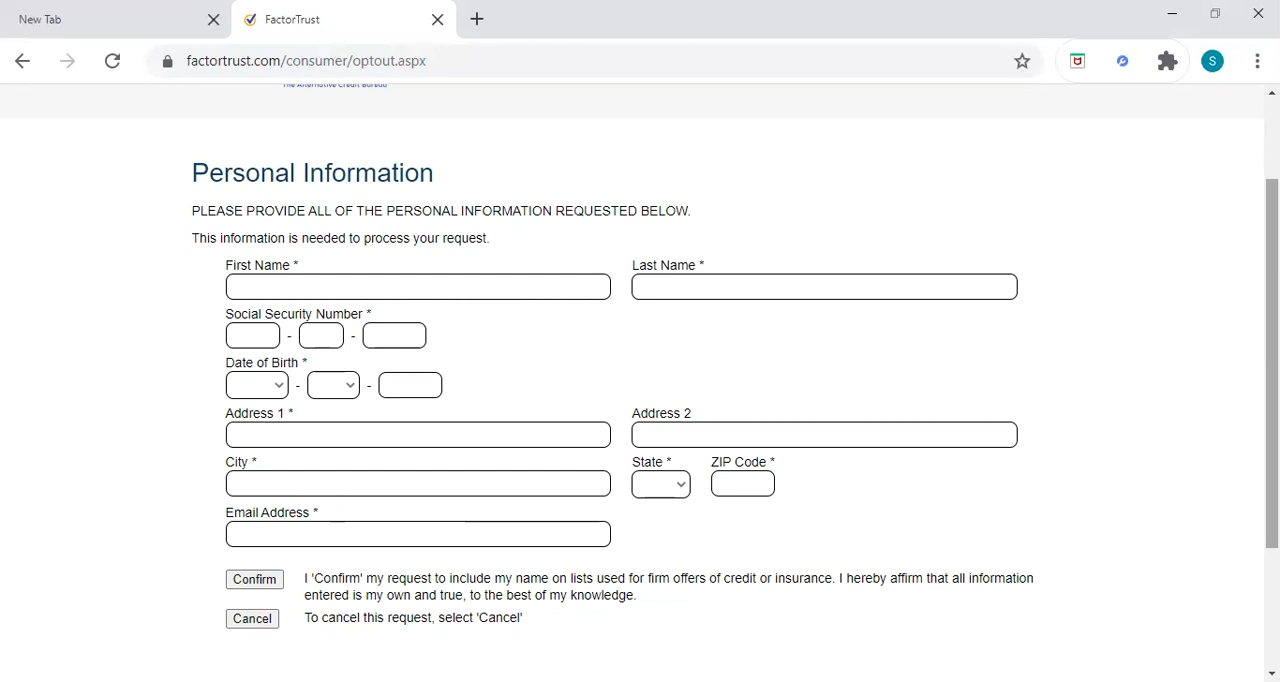 New Tab
FactorTrust
factortrust.com/consumer/optout.aspx
S
The Alternative Credit Bureau
Personal Information
PLEASE PROVIDE ALL OF THE PERSONAL INFORMATION REQUESTED BELOW.
This information is needed to process your request.
First Name * Last Name *
Social Security Number *
- -
Date of Birth *
- -
Address 1 * Address 2
City * State * ZIP Code *
Email Address *
Confirm I 'Confirm' my request to include my name on lists used for firm offers of credit or insurance. I hereby affirm that all information
entered is my own and true, to the best of my knowledge.
Cancel To cancel this request, select 'Cancel'